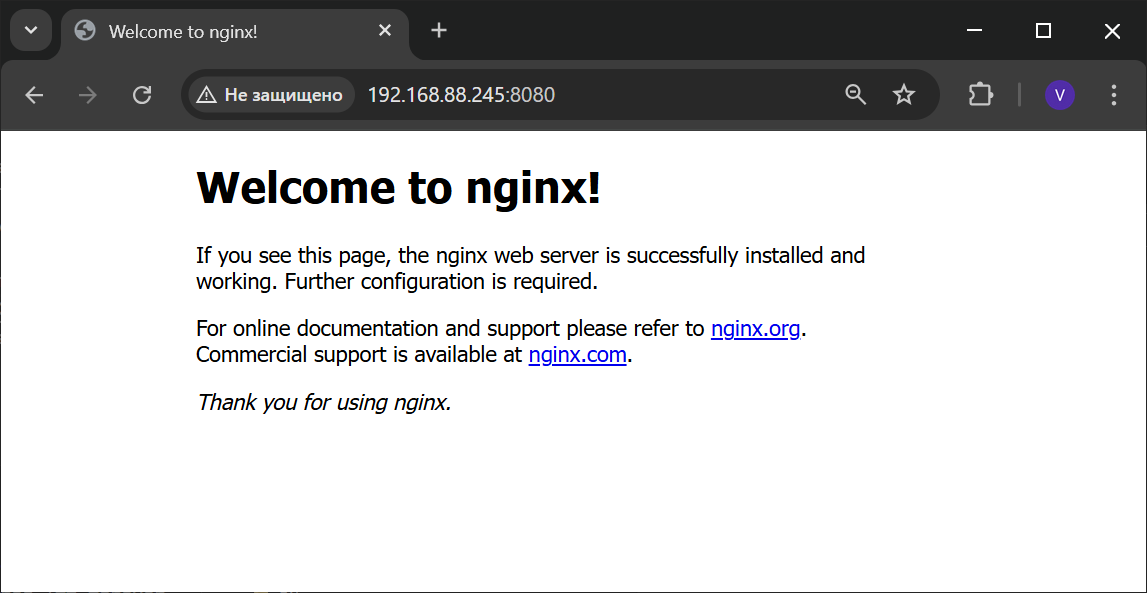 Welcome to nginx!
Не защищено
192.168.88.245:8080
V
Welcome to nginx!
If you see this page, the nginx web server is successfully installed and
working. Further configuration is required.
For online documentation and support please refer to nginx.org.
Commercial support is available at nginx.com.
Thank you for using nginx.